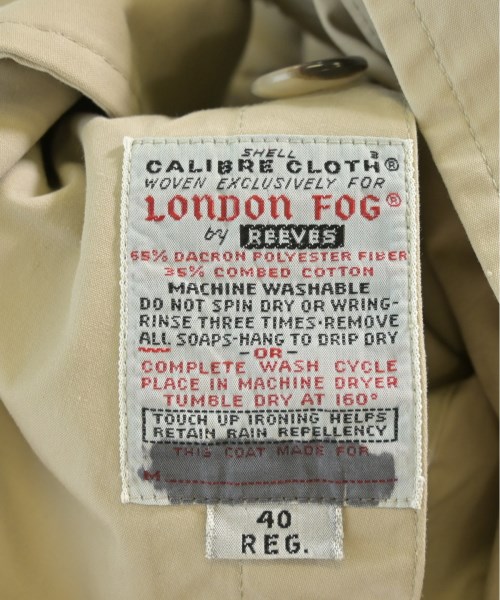 SHELL
CALIBRE CLOTH³®
WOVEN EXCLUSIVELY FOR
LONDON FOG®
by REEVES
65% DACRON POLYESTER FIBER
35% COMBED COTTON
MACHINE WASHABLE
DO NOT SPIN DRY OR WRING-
RINSE THREE TIMES·REMOVE
ALL SOAPS-HANG TO DRIP DRY
-OR-
COMPLETE WASH CYCLE
PLACE IN MACHINE DRYER
TUMBLE DRY AT 160°
TOUCH UP IRONING HELPS
RETAIN RAIN REPELLENCY
THIS COAT MADE FOR
M
40
REG.